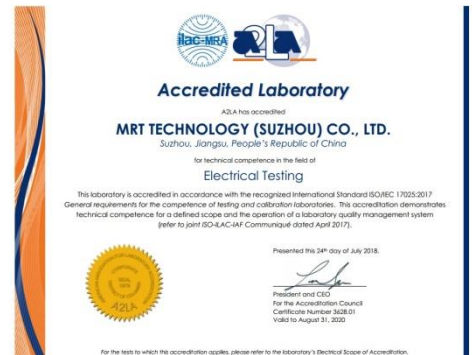 ilac-MRA
A2LA
Accredited Laboratory
A2LA has accredited
MRT TECHNOLOGY (SUZHOU) CO., LTD.
Suzhou, Jiangsu, People's Republic of China
for technical competence in the field of
Electrical Testing
This laboratory is accredited in accordance with the recognized International Standard ISO/IEC 17025:2017
General requirements for the competence of testing and calibration laboratories. This accreditation demonstrates
technical competence for a defined scope and the operation of a laboratory quality management system
(refer to joint ISO-ILAC-IAF Communiqué dated April 2017).
Presented this 24th day of July 2018.
President and CEO
For the Accreditation Council
Certificate Number 3628.01
Valid to August 31, 2020
SEAL
1978
A2LA
For the tests to which this accreditation applies, please refer to the laboratory's Electrical Scope of Accreditation.